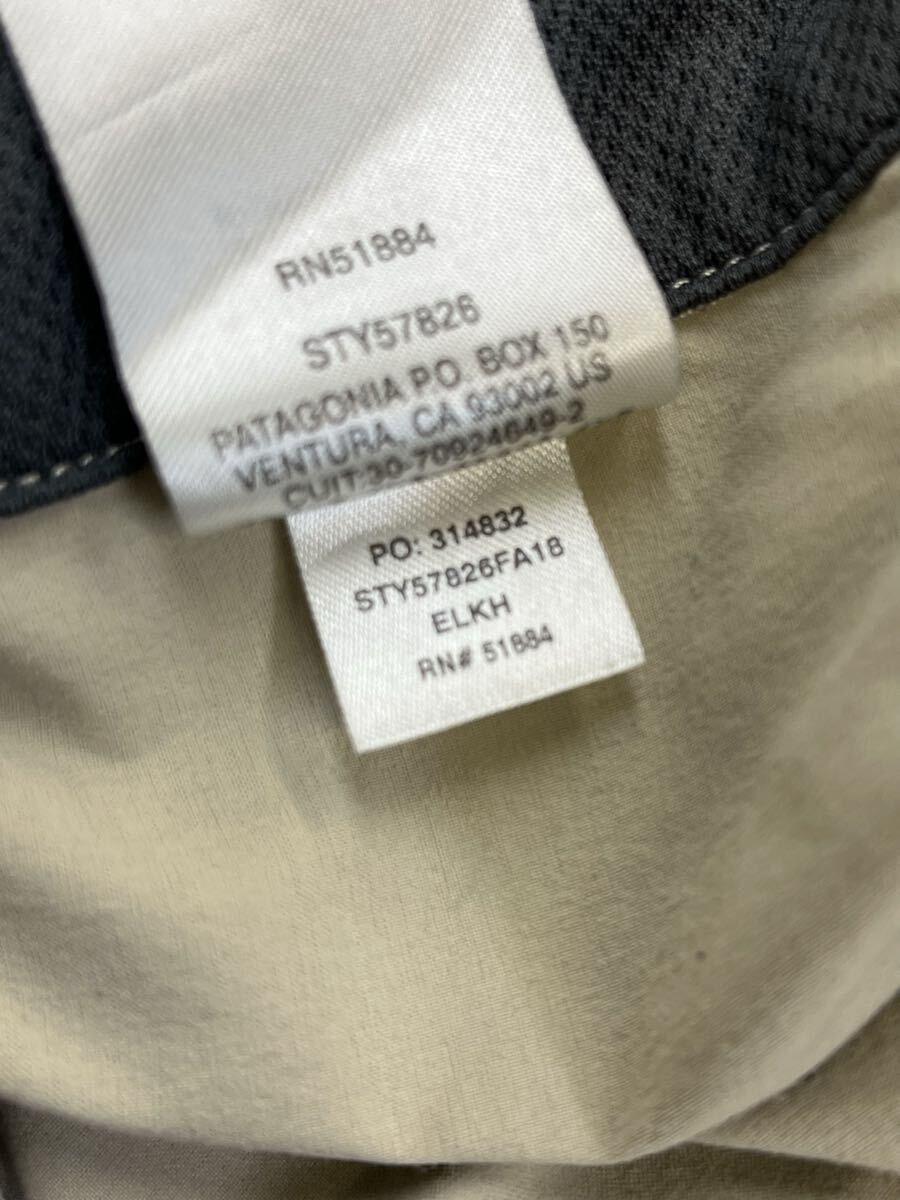 RN51884
STY57826
PATAGONIA P.O. BOX 150
VENTURA, CA 93002 US
CUIT:30-70924649-2
PO: 314832
STY57826FA18
ELKH
RN# 51884